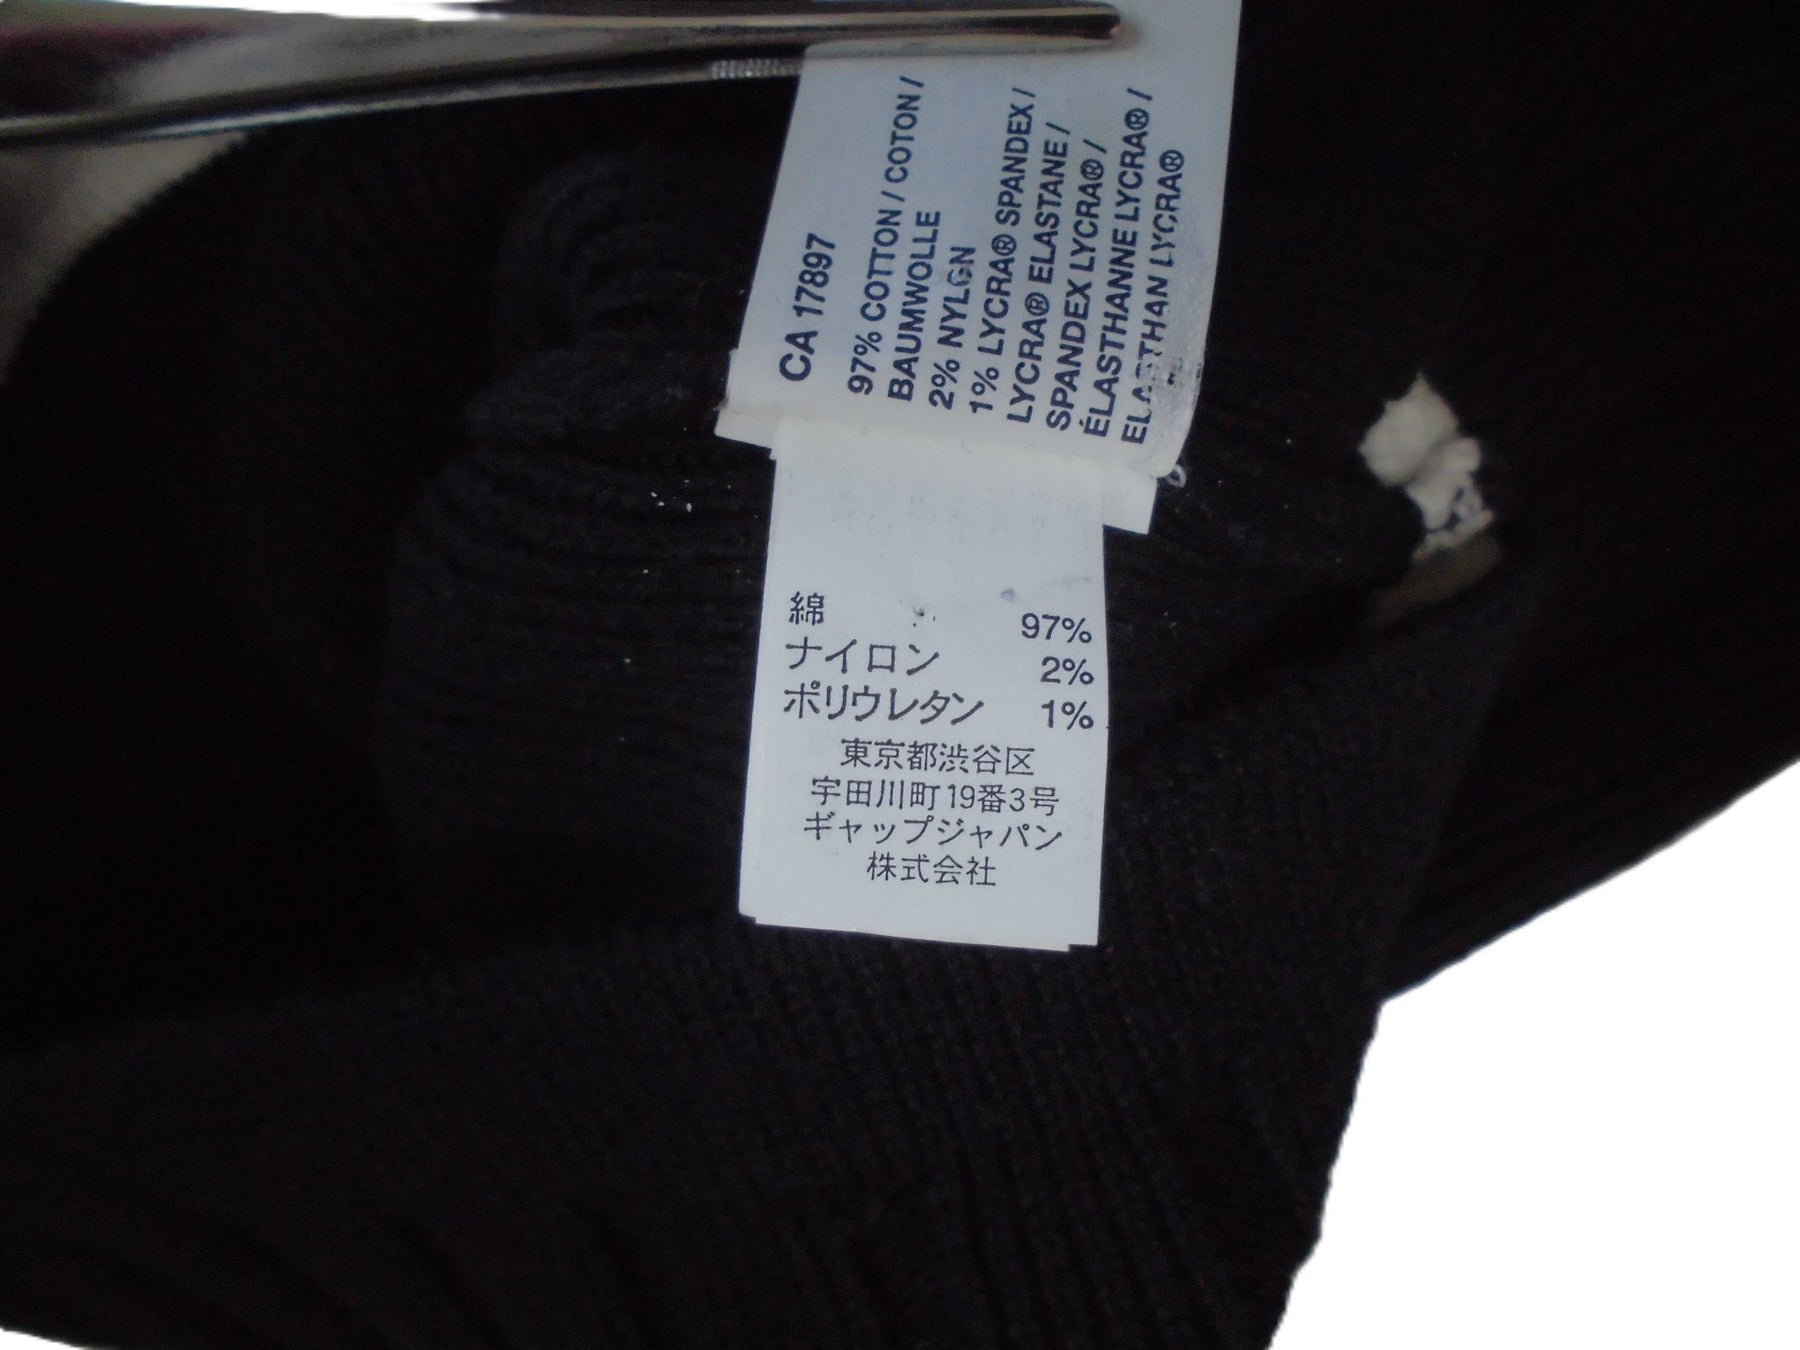 CA 17897
97% COTTON / COTON /
BAUMWOLLE
2% NYLON
1% LYCRA® SPANDEX /
LYCRA® ELASTANE /
SPANDEX LYCRA® /
ÉLASTHANNE LYCRA® /
ELASTHAN LYCRA®
綿 97%
ナイロン 2%
ポリウレタン 1%
東京都渋谷区
宇田川町19番3号
ギャップジャパン
株式会社